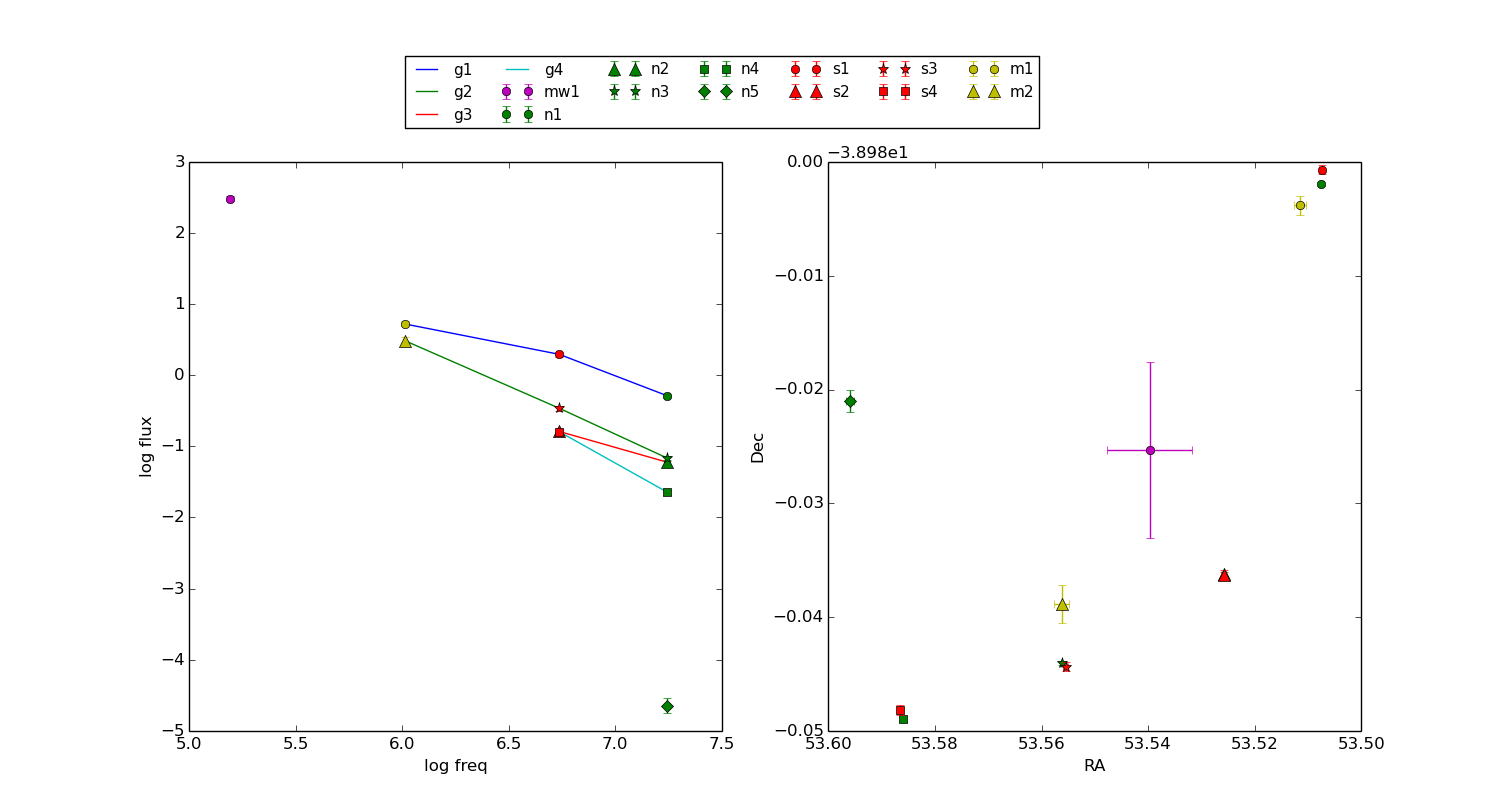 g1 g4 n2 n4 s1 s3 m1
g2 mw1 n3 n5 s2 s4 m2
g3 n1
3
2
1
0
−1
−2
−3
−4
−5
5.0 5.5 6.0 6.5 7.0 7.5
log freq
log flux
−3.898e1
0.00
−0.01
−0.02
−0.03
−0.04
−0.05
53.60 53.58 53.56 53.54 53.52 53.50
RA
Dec